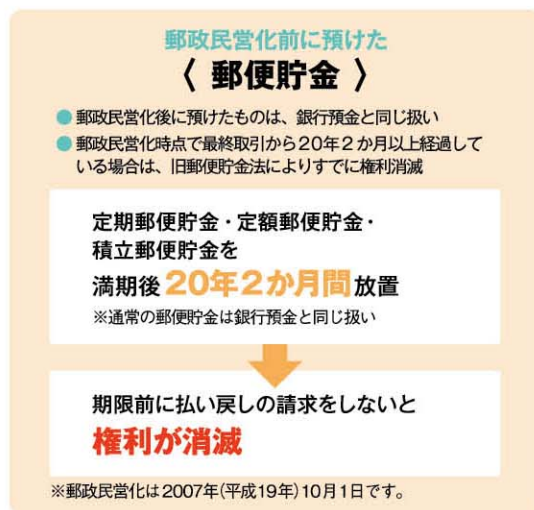 郵政民営化前に預けた
〈 郵便貯金 〉
● 郵政民営化後に預けたものは、銀行預金と同じ扱い
● 郵政民営化時点で最終取引から20年2か月以上経過して
いる場合は、旧郵便貯金法によりすでに権利消滅
定期郵便貯金・定額郵便貯金・
積立郵便貯金を
満期後20年2か月間放置
※通常の郵便貯金は銀行預金と同じ扱い
期限前に払い戻しの請求をしないと
権利が消滅
※郵政民営化は2007年(平成19年)10月1日です。